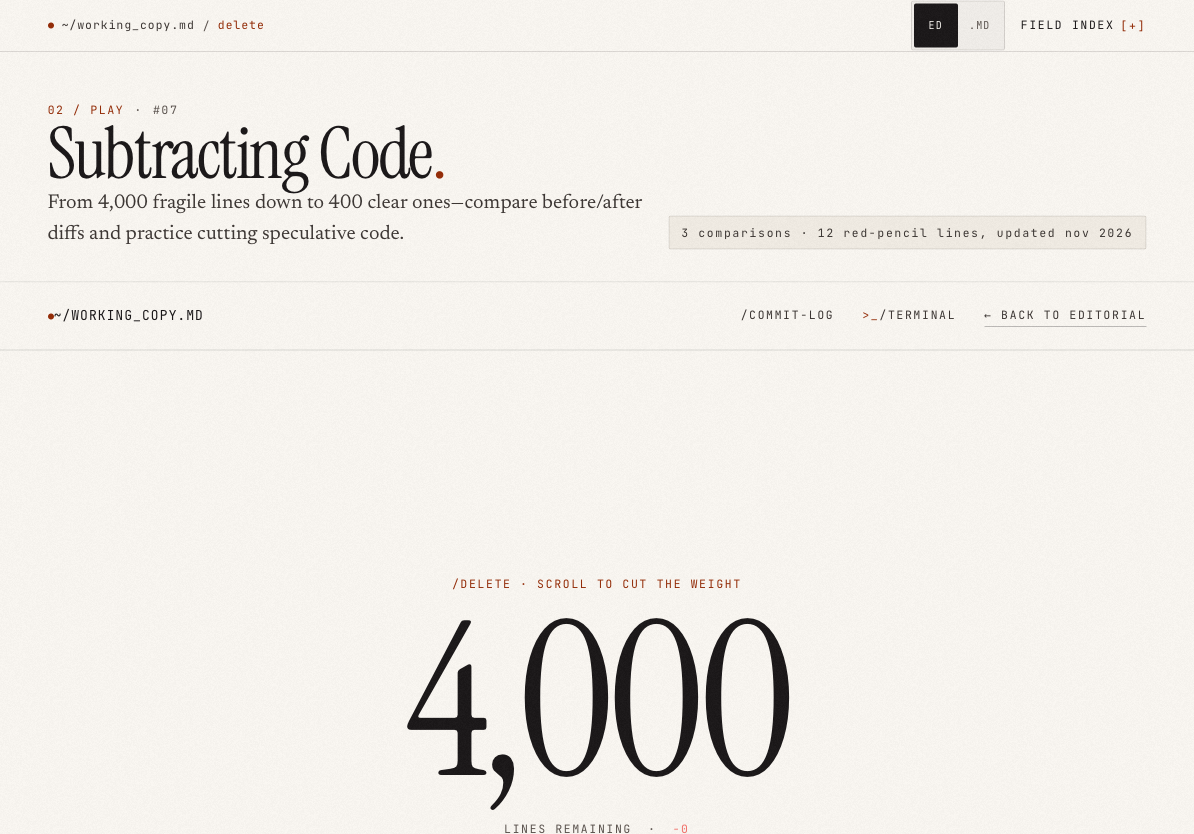 ● ~/working_copy.md / delete
ED .MD FIELD INDEX [+]
02 / PLAY · #07
Subtracting Code.
From 4,000 fragile lines down to 400 clear ones—compare before/after
diffs and practice cutting speculative code.
3 comparisons · 12 red-pencil lines, updated nov 2026
●~/WORKING_COPY.MD
/COMMIT-LOG >_/TERMINAL ← BACK TO EDITORIAL
/DELETE · SCROLL TO CUT THE WEIGHT
4,000
LINES REMAINING · -0